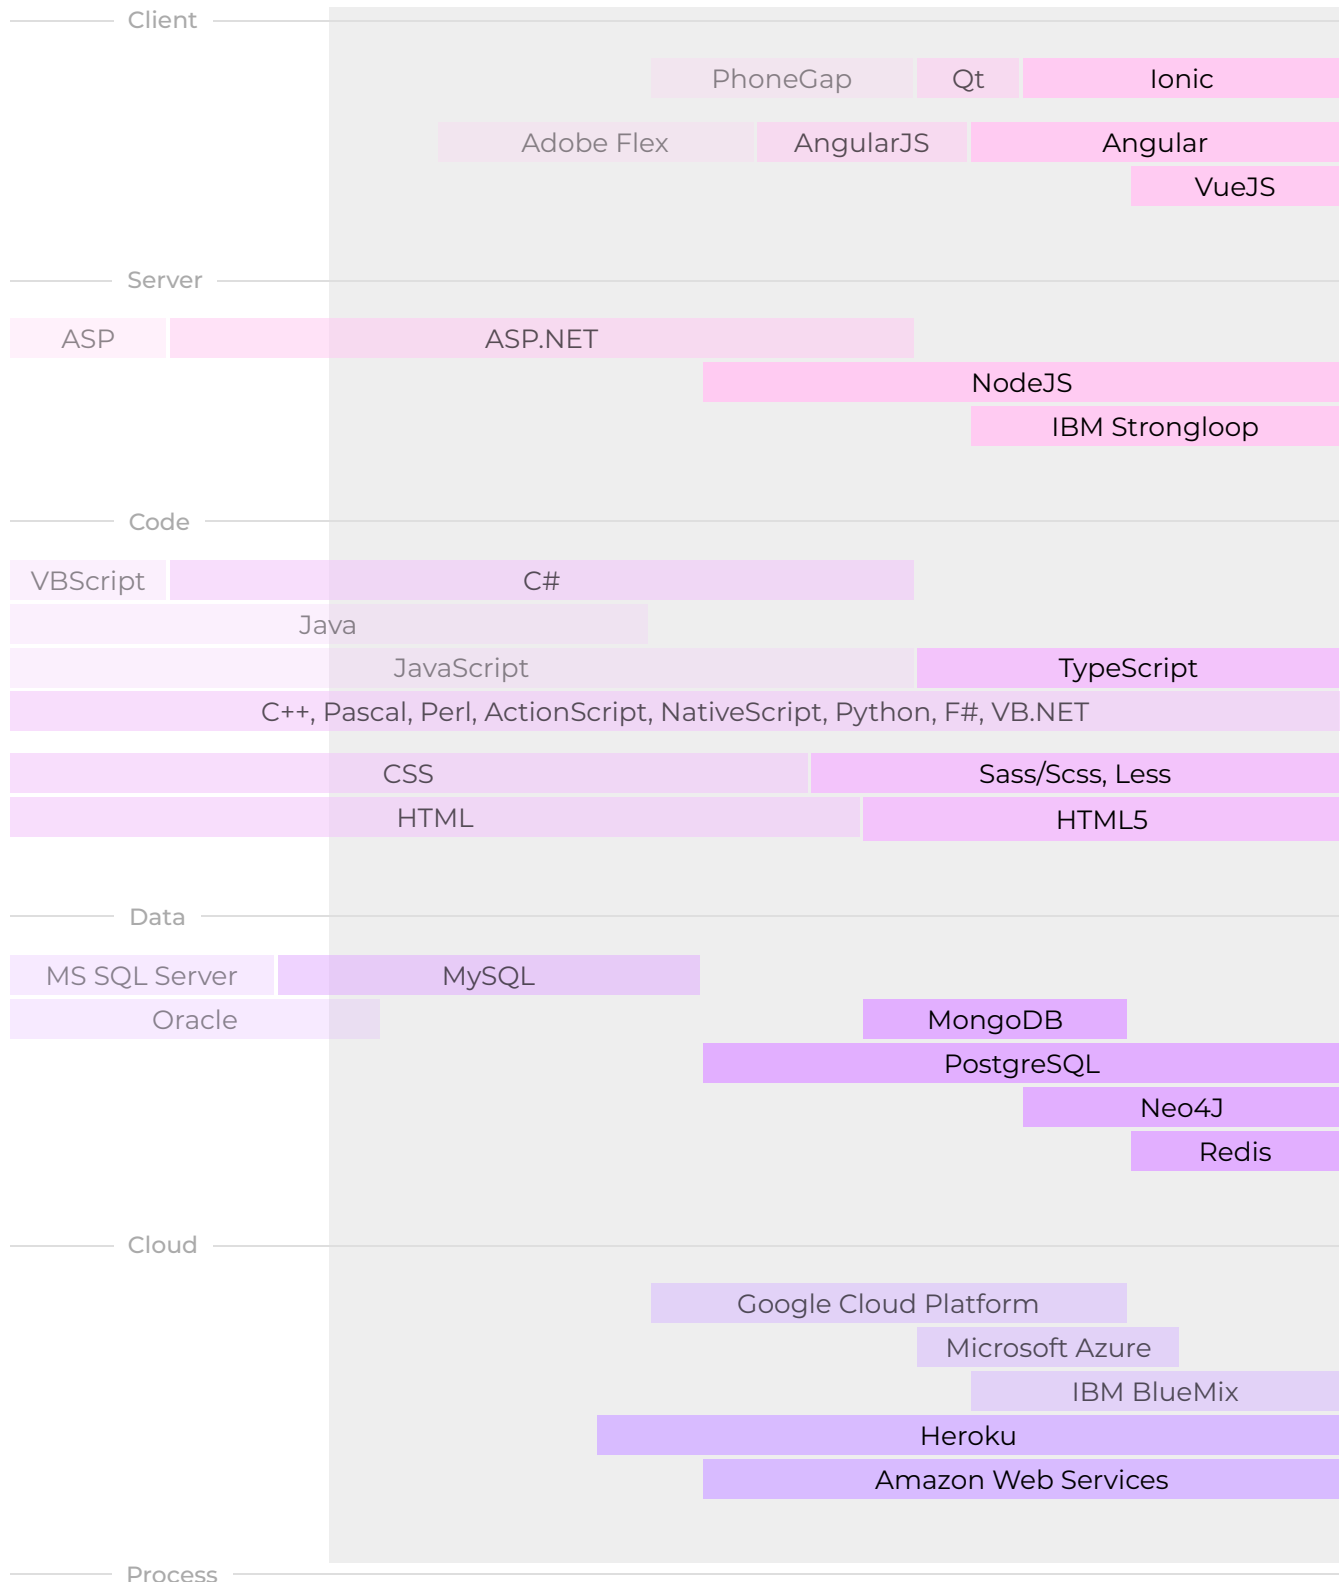 Client
PhoneGap
Qt
Ionic
Adobe Flex
AngularJS
Angular
VueJS
Server
ASP
ASP.NET
NodeJS
IBM Strongloop
Code
VBScript
C#
Java
JavaScript
TypeScript
C++, Pascal, Perl, ActionScript, NativeScript, Python, F#, VB.NET
CSS
Sass/Scss, Less
HTML
HTML5
Data
MS SQL Server
MySQL
Oracle
MongoDB
PostgreSQL
Neo4J
Redis
Cloud
Google Cloud Platform
Microsoft Azure
IBM BlueMix
Heroku
Amazon Web Services
Process